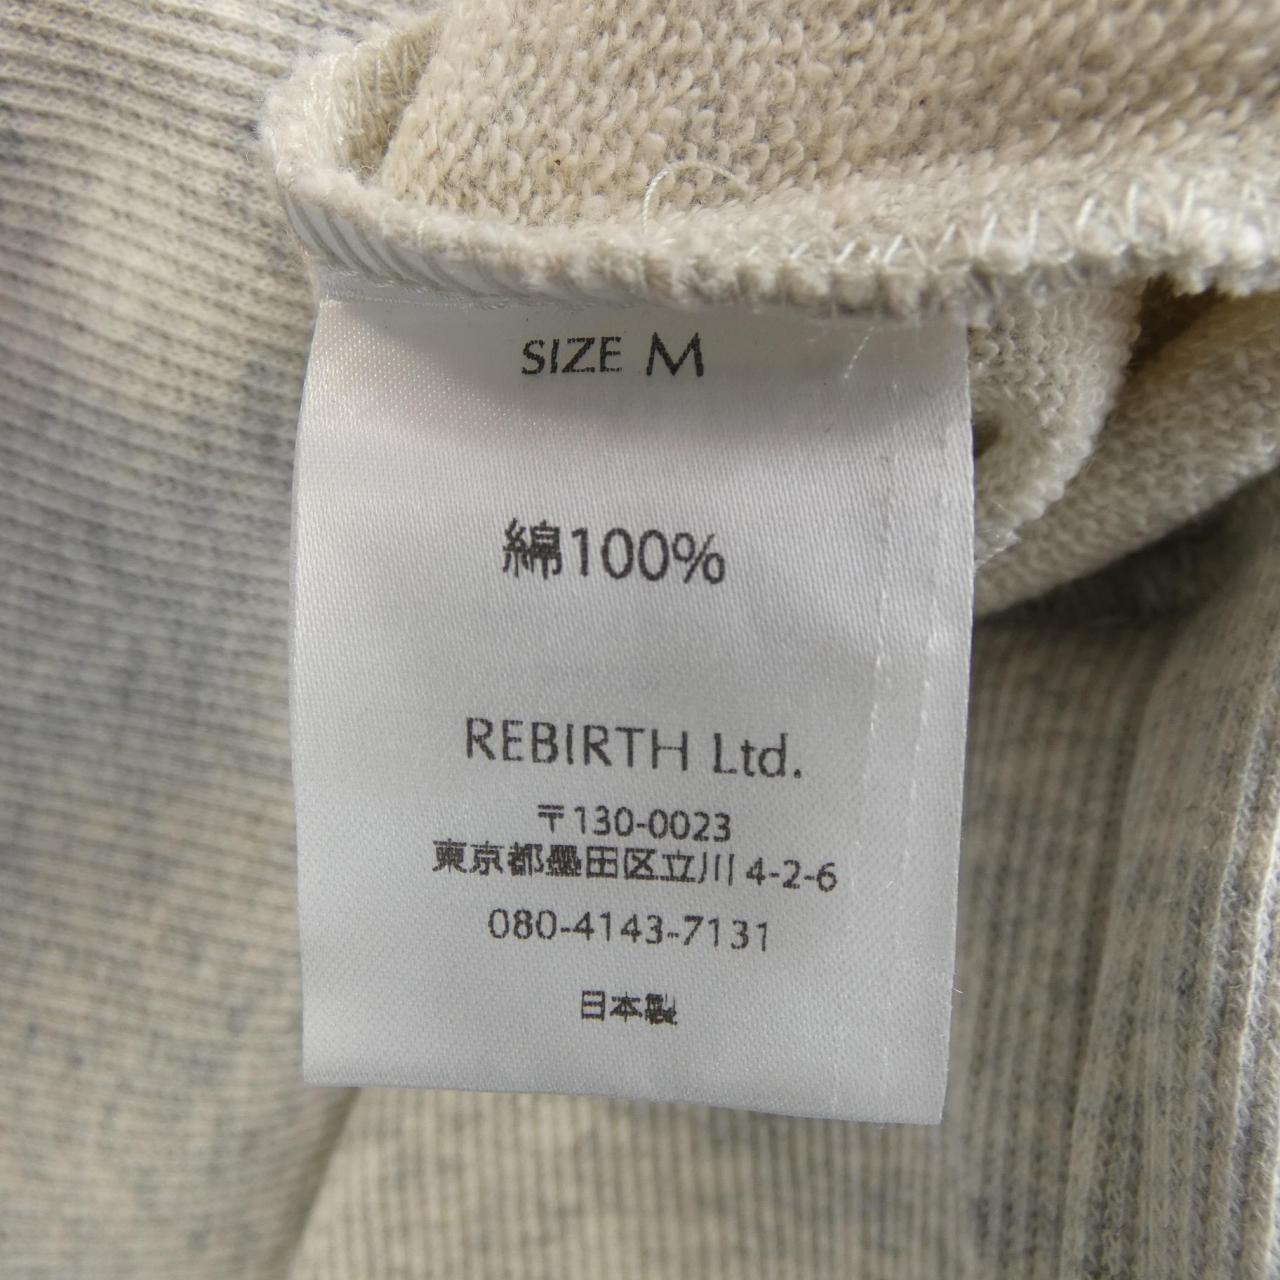 SIZE M
綿100%
REBIRTH Ltd.
〒130-0023
東京都墨田区立川4-2-6
080-4143-7131
日本製